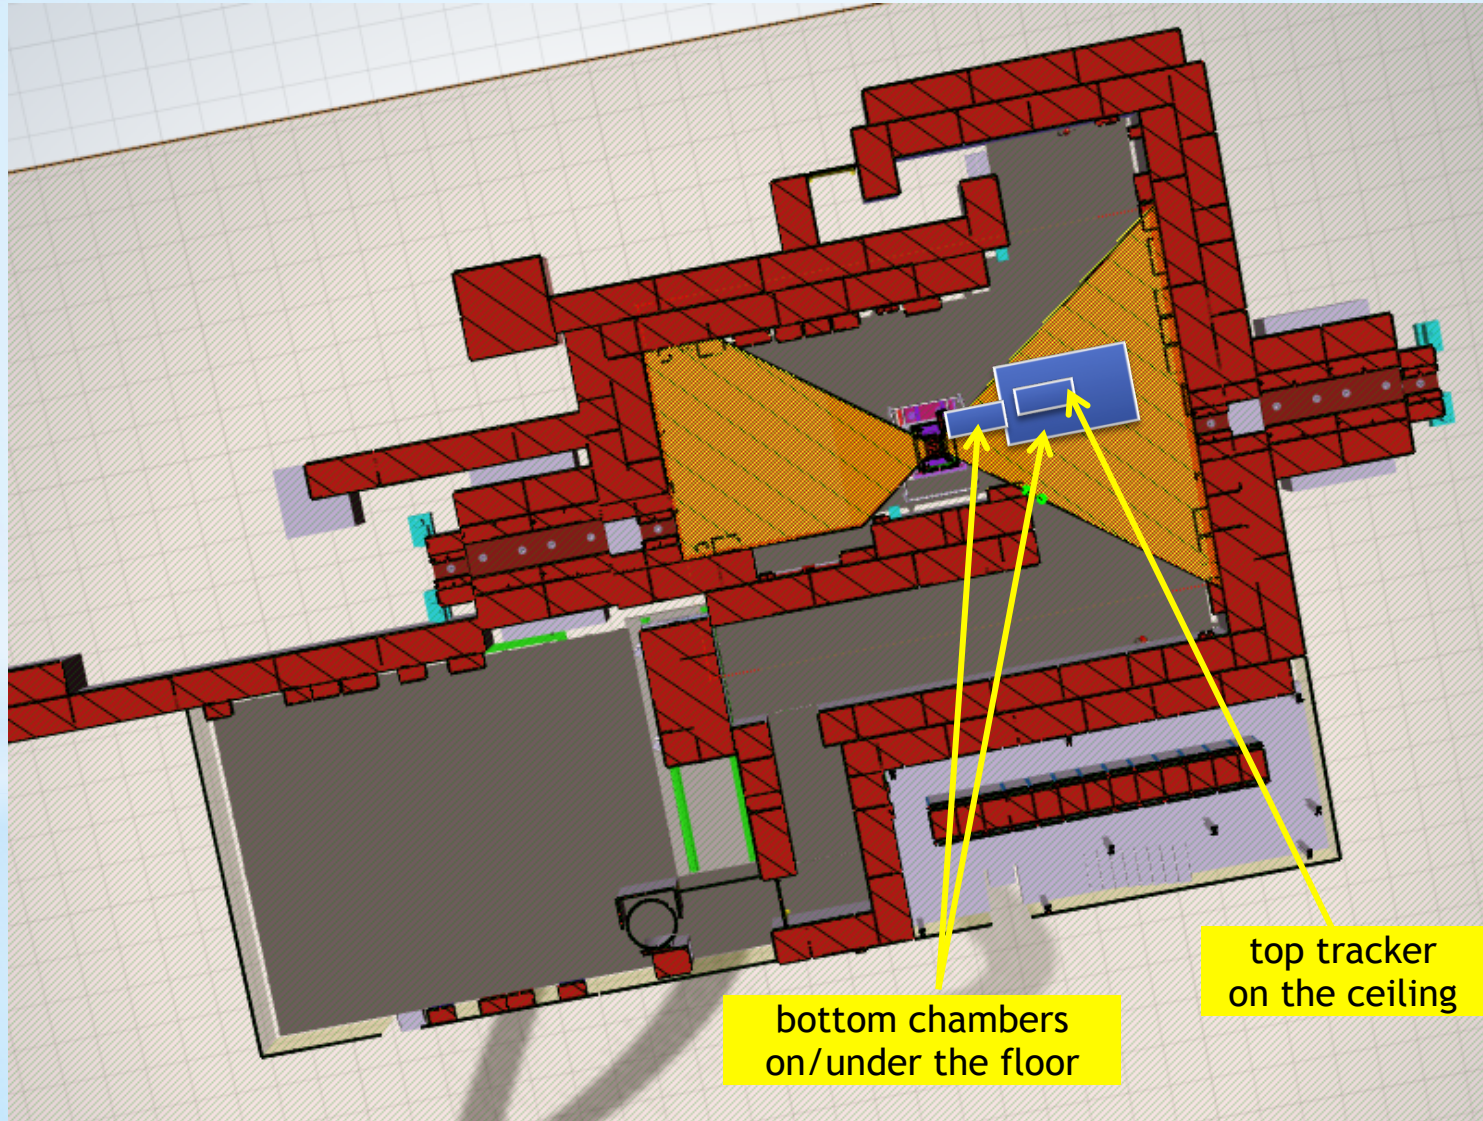 bottom chambers
on/under the floor
top tracker
on the ceiling